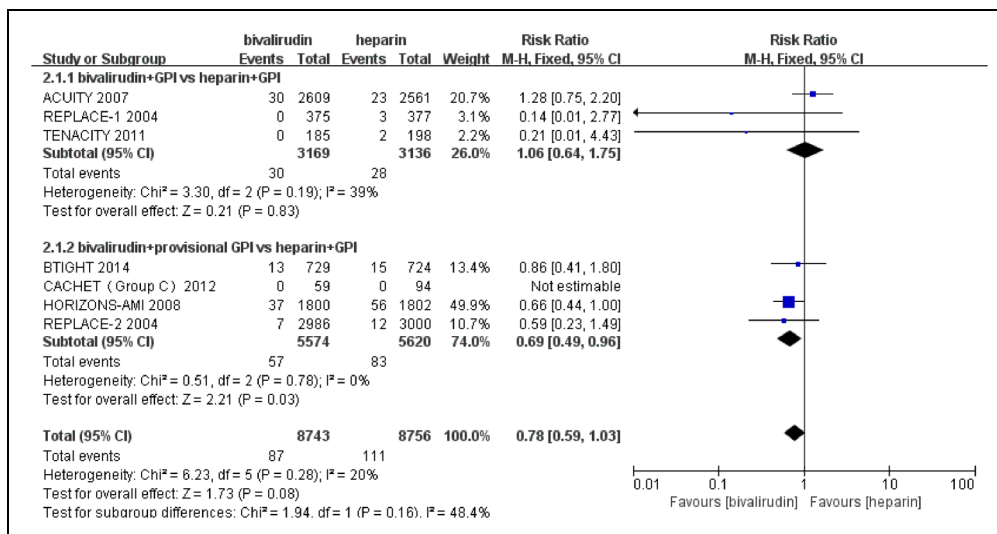 bivalirudin heparin Risk Ratio Risk Ratio
Study or Subgroup Events Total Events Total Weight M-H, Fixed, 95% CI M-H, Fixed, 95% CI
2.1.1 bivalirudin+GPI vs heparin+GPI
ACUITY 2007 30 2609 23 2561 20.7% 1.28 [0.75, 2.20]
REPLACE-1 2004 0 375 3 377 3.1% 0.14 [0.01, 2.77]
TENACITY 2011 0 185 2 198 2.2% 0.21 [0.01, 4.43]
Subtotal (95% CI) 3169 3136 26.0% 1.06 [0.64, 1.75]
Total events 30 28
Heterogeneity: Chi² = 3.30, df = 2 (P = 0.19); I² = 39%
Test for overall effect: Z = 0.21 (P = 0.83)
2.1.2 bivalirudin+provisional GPI vs heparin+GPI
BTIGHT 2014 13 729 15 724 13.4% 0.86 [0.41, 1.80]
CACHET (Group C) 2012 0 59 0 94 Not estimable
HORIZONS-AMI 2008 37 1800 56 1802 49.9% 0.66 [0.44, 1.00]
REPLACE-2 2004 7 2986 12 3000 10.7% 0.59 [0.23, 1.49]
Subtotal (95% CI) 5574 5620 74.0% 0.69 [0.49, 0.96]
Total events 57 83
Heterogeneity: Chi² = 0.51, df = 2 (P = 0.78); I² = 0%
Test for overall effect: Z = 2.21 (P = 0.03)
Total (95% CI) 8743 8756 100.0% 0.78 [0.59, 1.03]
Total events 87 111
Heterogeneity: Chi² = 6.23, df = 5 (P = 0.28); I² = 20%
Test for overall effect: Z = 1.73 (P = 0.08)
Test for subgroup differences: Chi² = 1.94, df = 1 (P = 0.16), I² = 48.4%
0.01 0.1 1 10 100
Favours [bivalirudin] Favours [heparin]